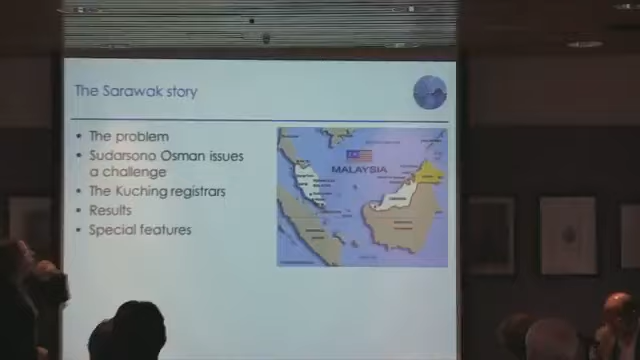 The Sarawak story
• The problem
• Sudarsono Osman issues
a challenge
• The Kuching registrars
• Results
• Special features
MALAYSIA